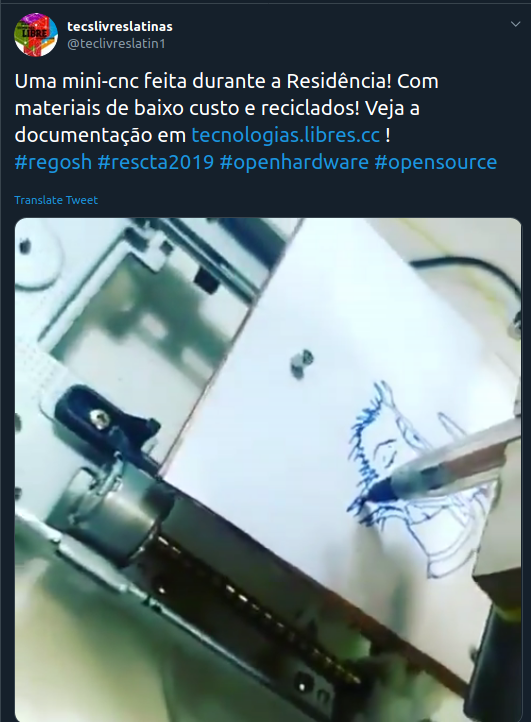 tecslivreslatinas
@teclivreslatin1
Uma mini-cnc feita durante a Residência! Com
materiais de baixo custo e reciclados! Veja a
documentação em tecnologias.libres.cc !
#regosh #rescta2019 #openhardware #opensource
Translate Tweet
LIBRE